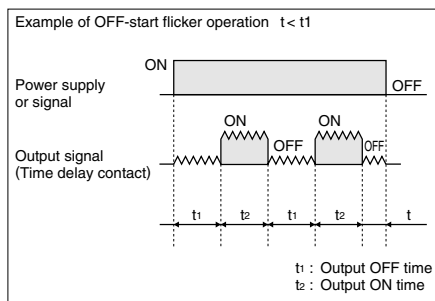 Example of OFF-start flicker operation t < t1
ON
Power supply
or signal
OFF
ON
OFF
ON
OFF
Output signal
(Time delay contact)
t1
t2
t1
t2
t
t1 : Output OFF time
t2 : Output ON time